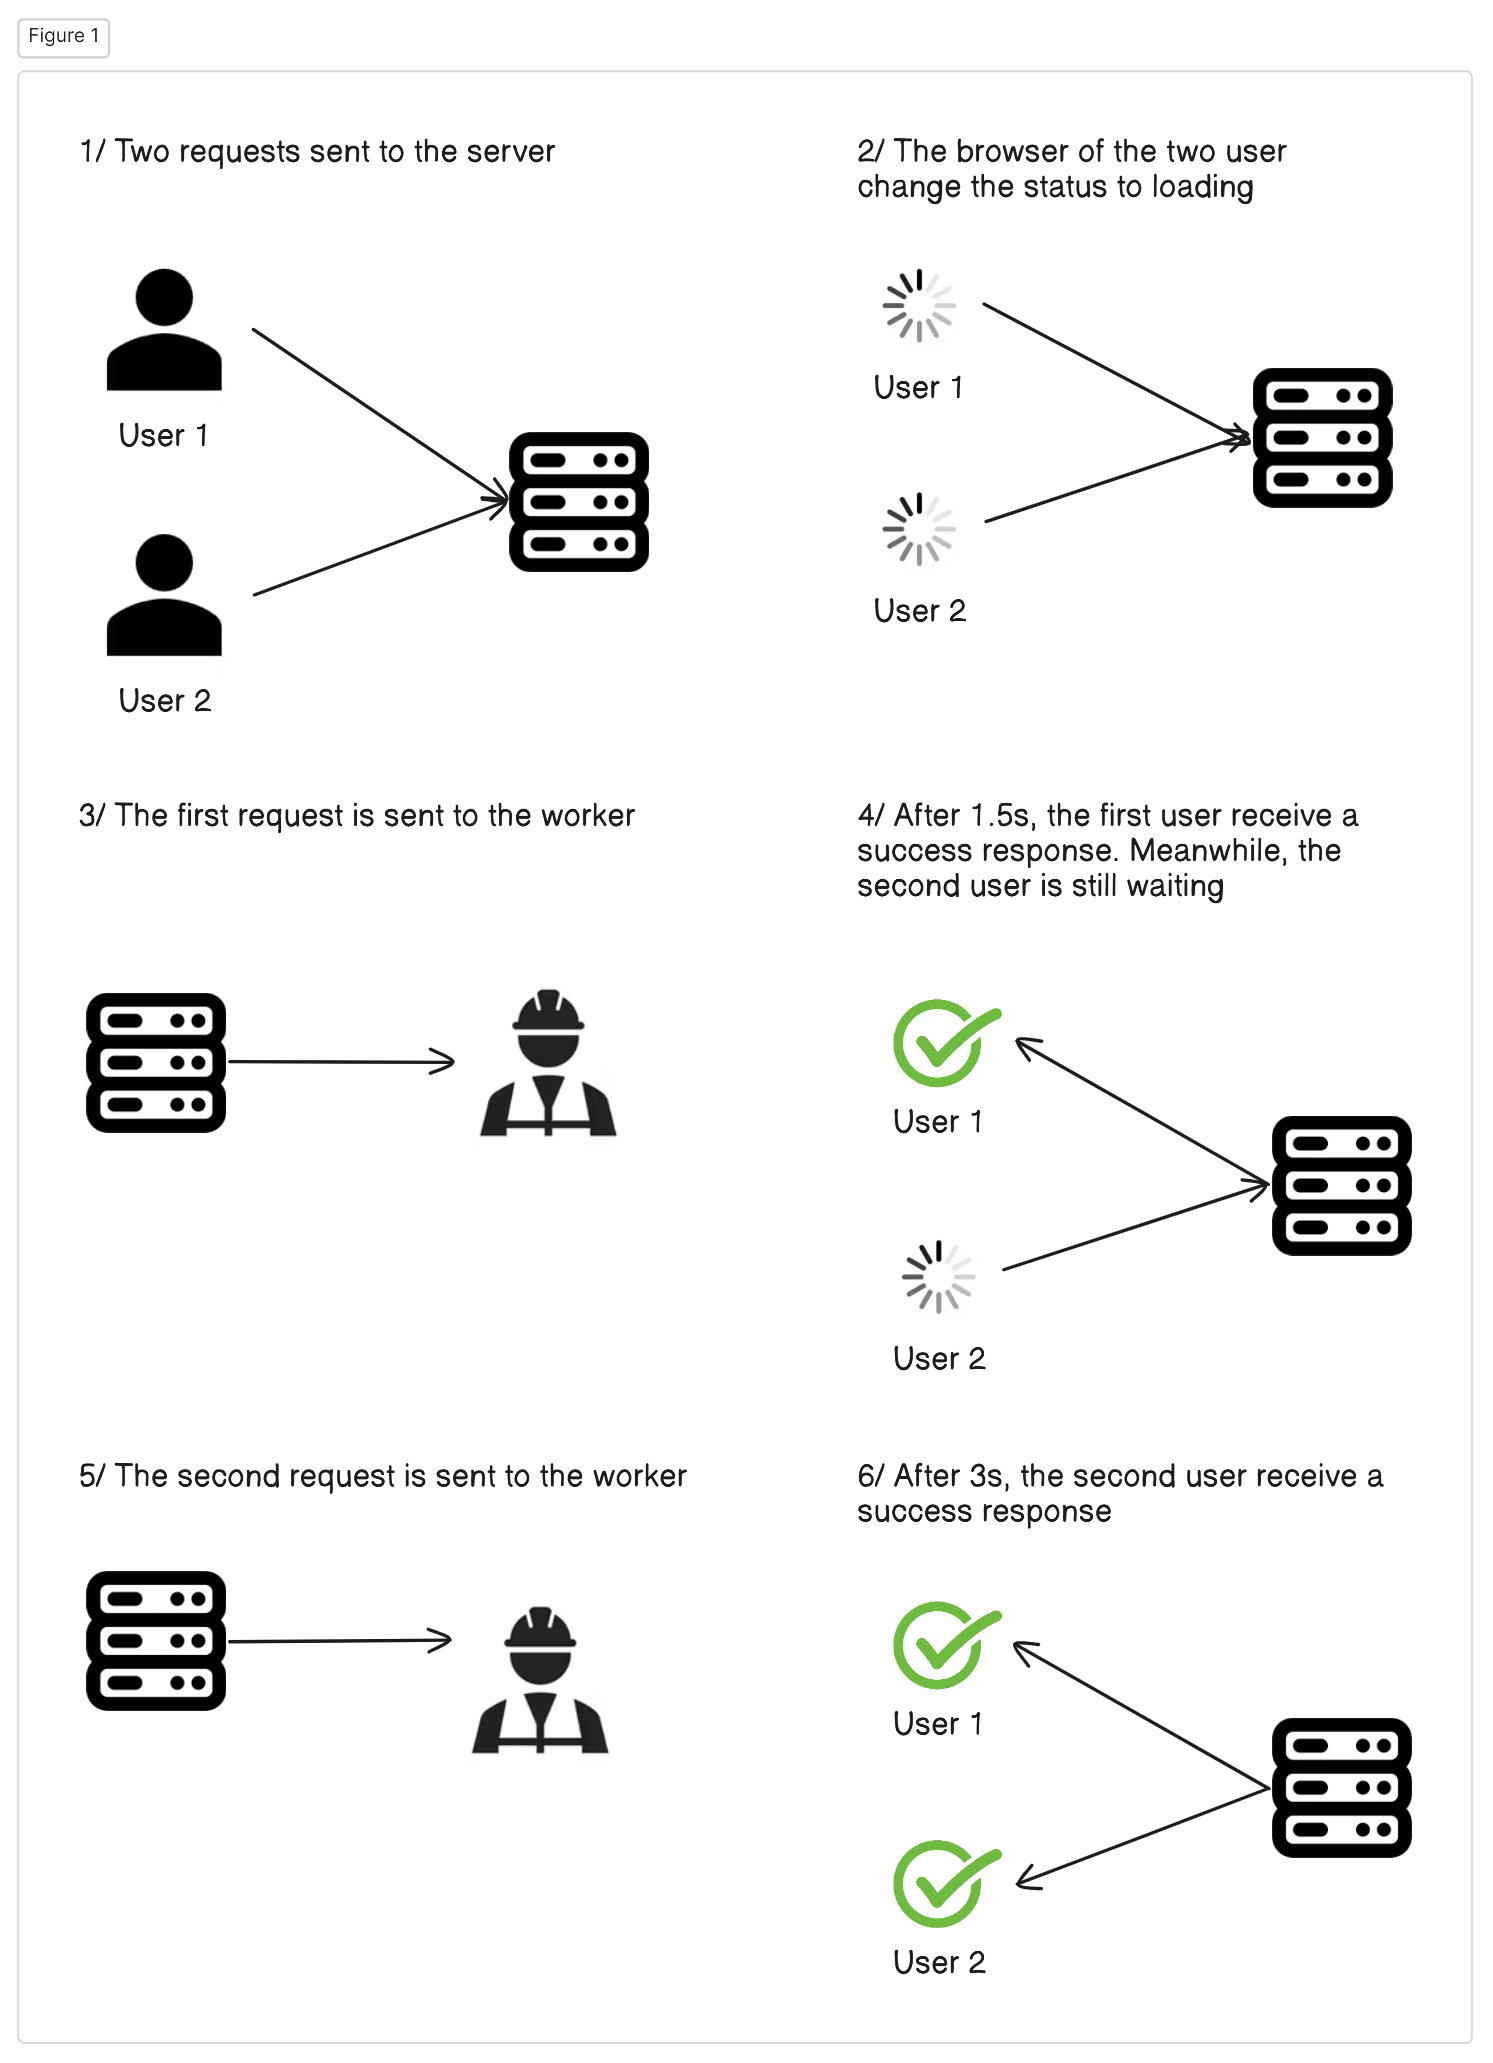 Figure 1
1/ Two requests sent to the server
User 1
User 2
2/ The browser of the two user
change the status to loading
User 1
User 2
3/ The first request is sent to the worker
4/ After 1.5s, the first user receive a
success response. Meanwhile, the
second user is still waiting
User 1
User 2
5/ The second request is sent to the worker
6/ After 3s, the second user receive a
success response
User 1
User 2